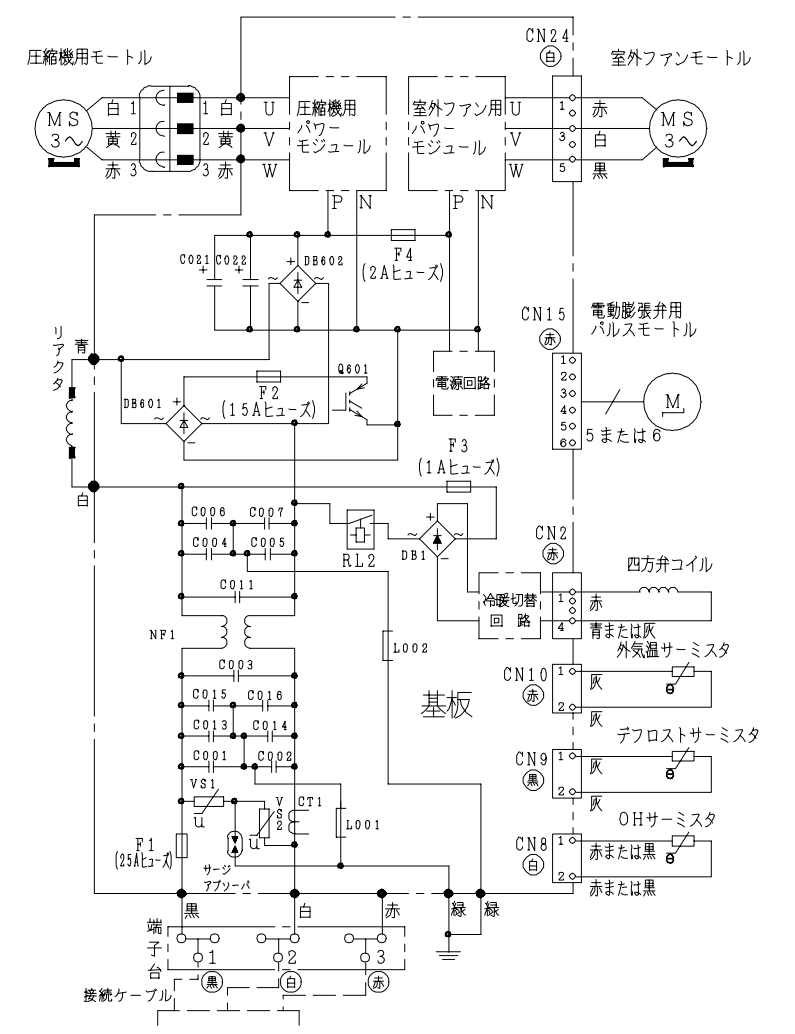 CN24
白
圧縮機用モートル
室外ファンモートル
MS
3～
白 1
黄 2
赤 3
1 白
2 黄
3 赤
U
V
W
圧縮機用
パワー
モジュール
室外ファン用
パワー
モジュール
U
V
W
1
3
5
赤
白
黒
MS
3～
P N
P N
C021 C022
+ +
+ DB602
～ ～
−
F4
(2Aヒューズ)
CN15
赤
電動膨張弁用
パルスモートル
リアクタ
青
白
DB601
+
～ ～
−
F2
(15Aヒューズ)
Q601
電源回路
1
2
3
4
5
6
M
5または6
F3
(1Aヒューズ)
C006 C007
C004 C005
C011
RL2
+
～ ～
DB1
−
CN2
赤
冷暖切替
回 路
1
4
赤
青または灰
四方弁コイル
NF1
L002
C003
C015 C016
C013 C014
C001 C002
VS1
u
VS2
u
CT1
L001
F1
(25Aヒューズ)
サージ
アブソーバ
基板
CN10
赤
1
2
灰
灰
外気温サーミスタ
θ
CN9
黒
1
2
灰
灰
デフロストサーミスタ
θ
CN8
白
1
2
赤または黒
赤または黒
OHサーミスタ
θ
黒
白
赤
緑
緑
端子台
1
2
3
黒
白
赤
接続ケーブル